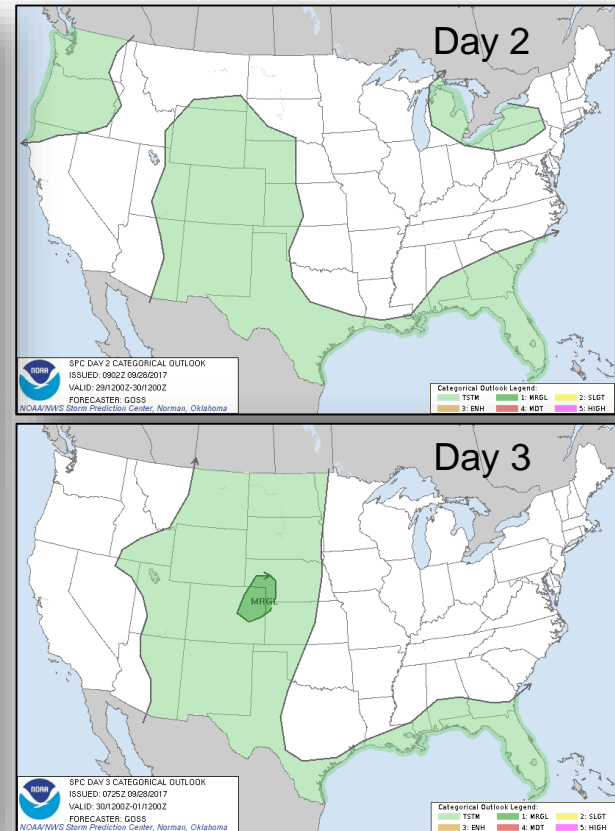 Day 2
NOAA
SPC DAY 2 CATEGORICAL OUTLOOK
ISSUED: 0902Z 09/28/2017
VALID: 29/1200Z-30/1200Z
FORECASTER: GOSS
NOAA/NWS Storm Prediction Center, Norman, Oklahoma
Categorical Outlook Legend:
TSTM 1: MRGL 2: SLGT
3: ENH 4: MDT 5: HIGH
Day 3
MRGL
NOAA
SPC DAY 3 CATEGORICAL OUTLOOK
ISSUED: 0725Z 09/28/2017
VALID: 30/1200Z-01/1200Z
FORECASTER: GOSS
NOAA/NWS Storm Prediction Center, Norman, Oklahoma
Categorical Outlook Legend:
TSTM 1: MRGL 2: SLGT
3: ENH 4: MDT 5: HIGH